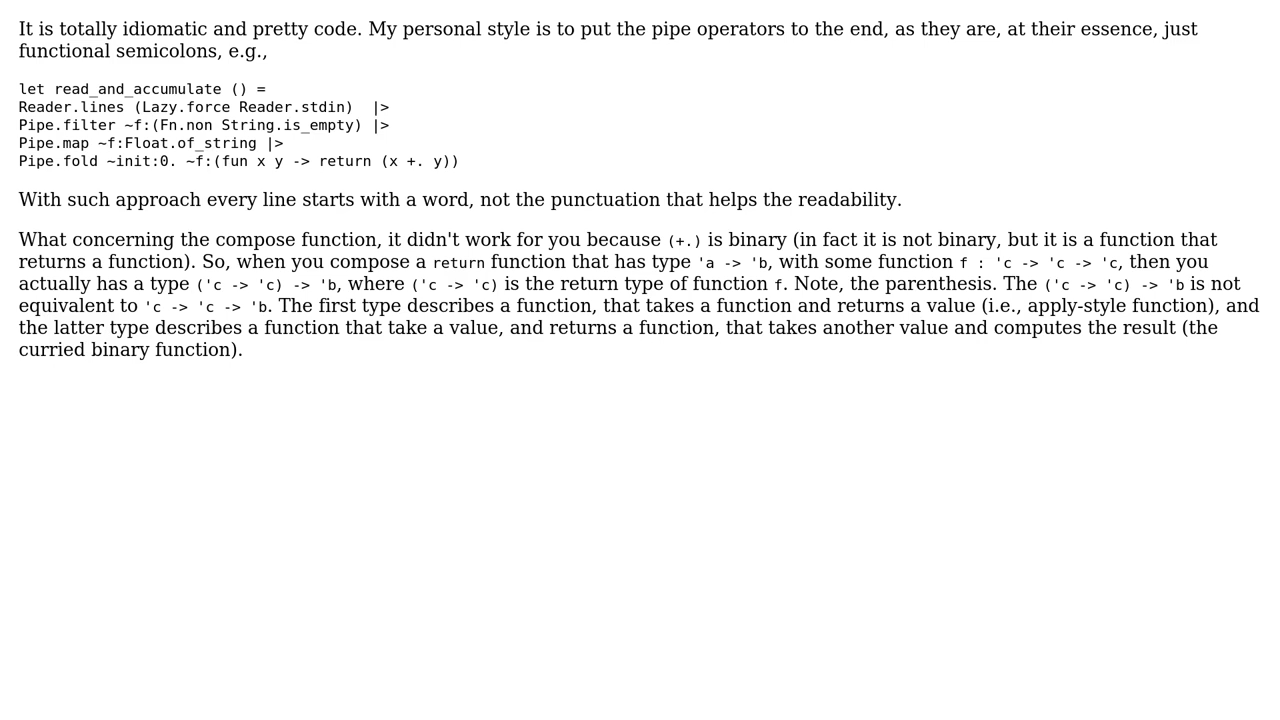 It is totally idiomatic and pretty code. My personal style is to put the pipe operators to the end, as they are, at their essence, just
functional semicolons, e.g.,
let read_and_accumulate () =
Reader.lines (Lazy.force Reader.stdin)  |>
Pipe.filter ~f:(Fn.non String.is_empty) |>
Pipe.map ~f:Float.of_string |>
Pipe.fold ~init:0. ~f:(fun x y -> return (x +. y))
With such approach every line starts with a word, not the punctuation that helps the readability.
What concerning the compose function, it didn't work for you because (+.) is binary (in fact it is not binary, but it is a function that
returns a function). So, when you compose a return function that has type 'a -> 'b, with some function f : 'c -> 'c -> 'c, then you
actually has a type ('c -> 'c) -> 'b, where ('c -> 'c) is the return type of function f. Note, the parenthesis. The ('c -> 'c) -> 'b is not
equivalent to 'c -> 'c -> 'b. The first type describes a function, that takes a function and returns a value (i.e., apply-style function), and
the latter type describes a function that take a value, and returns a function, that takes another value and computes the result (the
curried binary function).